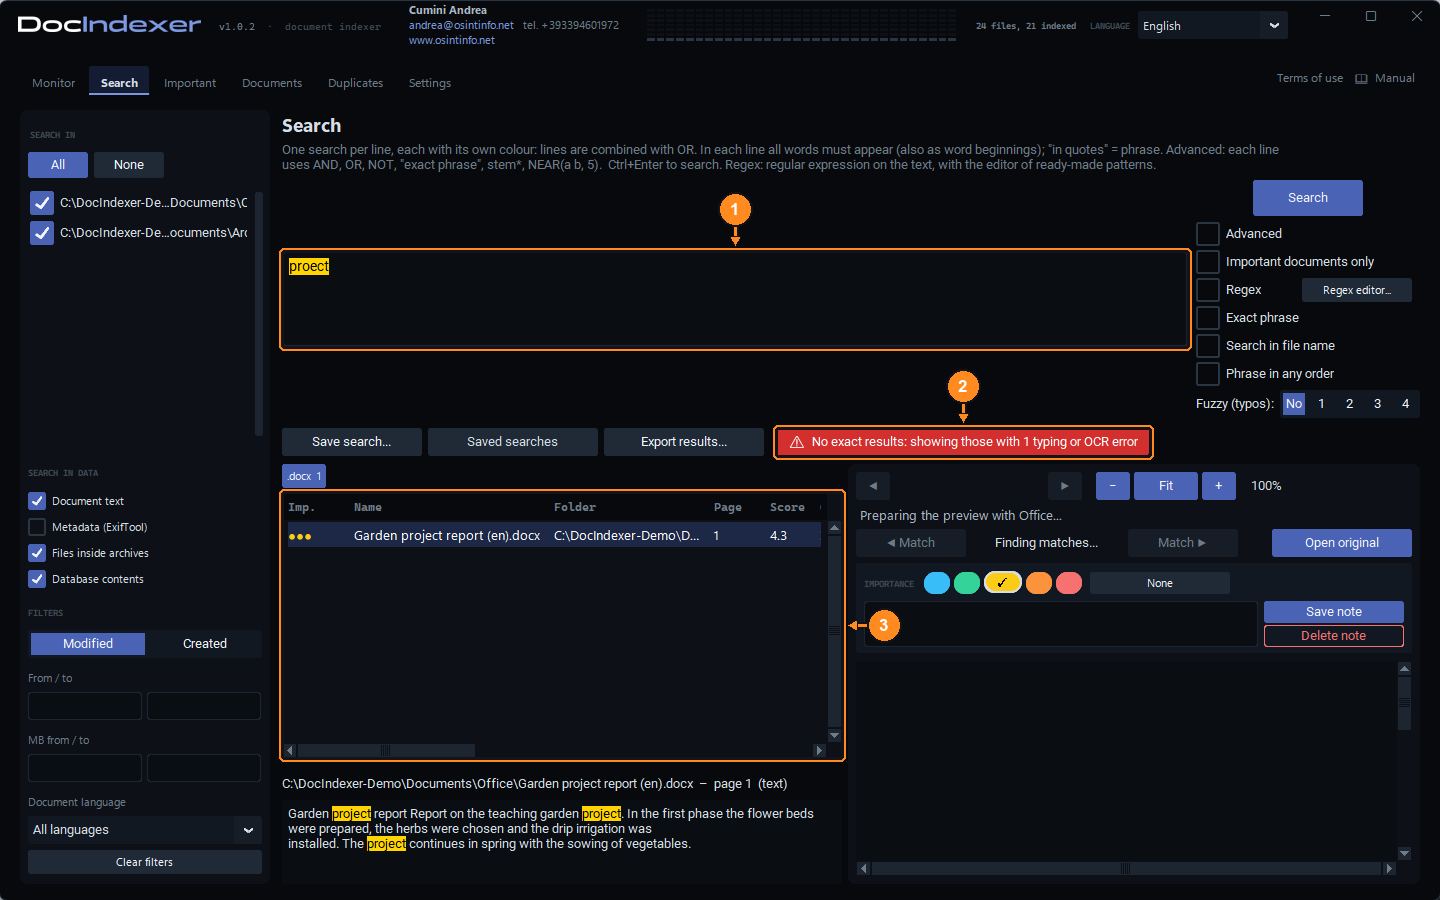 DocIndexer v1.0.2 · document indexer
Cumini Andrea
andrea@osintinfo.net tel. +393394601972
www.osintinfo.net
24 files, 21 indexed LANGUAGE English
Monitor Search Important Documents Duplicates Settings
Terms of use Manual
SEARCH IN
All None
C:\DocIndexer-De...Documents\C
C:\DocIndexer-De...ocuments\Arc
SEARCH IN DATA
Document text
Metadata (ExifTool)
Files inside archives
Database contents
FILTERS
Modified Created
From / to
MB from / to
Document language
All languages
Clear filters
Search
One search per line, each with its own colour: lines are combined with OR. In each line all words must appear (also as word beginnings); "in quotes" = phrase. Advanced: each line
uses AND, OR, NOT, "exact phrase", stem*, NEAR(a b, 5). Ctrl+Enter to search. Regex: regular expression on the text, with the editor of ready-made patterns.
1
proect
Search
Advanced
Important documents only
Regex Regex editor...
Exact phrase
Search in file name
Phrase in any order
Fuzzy (typos): No 1 2 3 4
2
Save search... Saved searches Export results... No exact results: showing those with 1 typing or OCR error
.docx 1
Imp. Name Folder Page Score
Garden project report (en).docx C:\DocIndexer-Demo\D... 1 4.3
3
C:\DocIndexer-Demo\Documents\Office\Garden project report (en).docx – page 1 (text)
Garden project report Report on the teaching garden project. In the first phase the flower beds
were prepared, the herbs were chosen and the drip irrigation was
installed. The project continues in spring with the sowing of vegetables.
− Fit + 100%
Preparing the preview with Office...
◀ Match Finding matches... Match ▶ Open original
IMPORTANCE ✓ None
Save note
Delete note